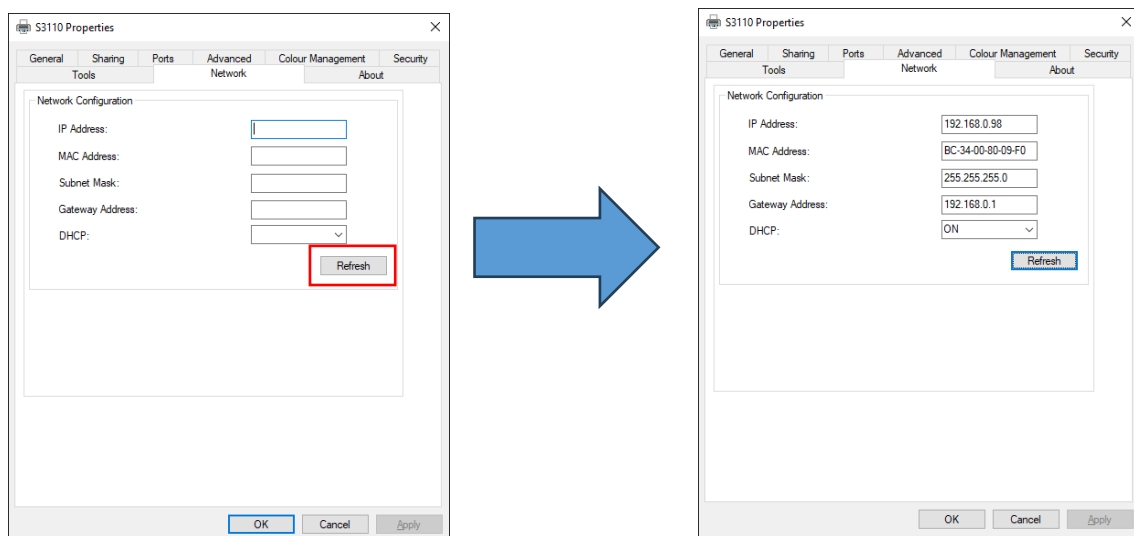 S3110 Properties
General Sharing Ports Advanced Colour Management Security
Tools Network About
Network Configuration
IP Address:
MAC Address:
Subnet Mask:
Gateway Address:
DHCP:
Refresh
OK Cancel Apply
S3110 Properties
General Sharing Ports Advanced Colour Management Security
Tools Network About
Network Configuration
IP Address: 192.168.0.98
MAC Address: BC-34-00-80-09-F0
Subnet Mask: 255.255.255.0
Gateway Address: 192.168.0.1
DHCP: ON
Refresh
OK Cancel Apply